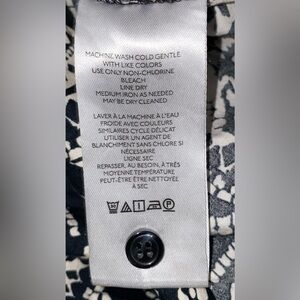 MACHINE WASH COLD GENTLE
WITH LIKE COLORS
USE ONLY NON-CHLORINE
BLEACH
LINE DRY
MEDIUM IRON AS NEEDED
MAY BE DRY CLEANED
LAVER À LA MACHINE À L'EAU
FROIDE AVEC COULEURS
SIMILAIRES CYCLE DÉLICAT
UTILISER UN AGENT DE
BLANCHIMENT SANS CHLORE SI
NÉCESSAIRE
LIGNE SEC
REPASSER, AU BESOIN, À TRÈS
MOYENNE TEMPÉRATURE
PEUT-ÊTRE ÊTRE NETTOYÉE
À SEC